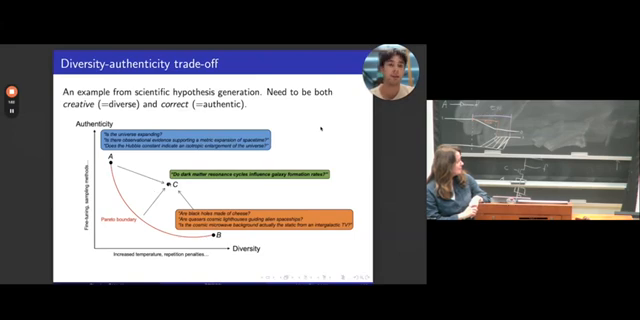 Diversity-authenticity trade-off
An example from scientific hypothesis generation. Need to be both
creative (=diverse) and correct (=authentic).
Authenticity
"Is the universe expanding?
"Is there observational evidence supporting a metric expansion of spacetime?"
"Does the Hubble constant indicate an isotropic enlargement of the universe?"
A
"Do dark matter resonance cycles influence galaxy formation rates?"
C
Fine-tuning, sampling methods...
"Are black holes made of cheese?
"Are quasars cosmic lighthouses guiding alien spaceships?"
"Is the cosmic microwave background actually the static from an intergalactic TV?"
Pareto boundary
B
Diversity
Increased temperature, repetition penalties...